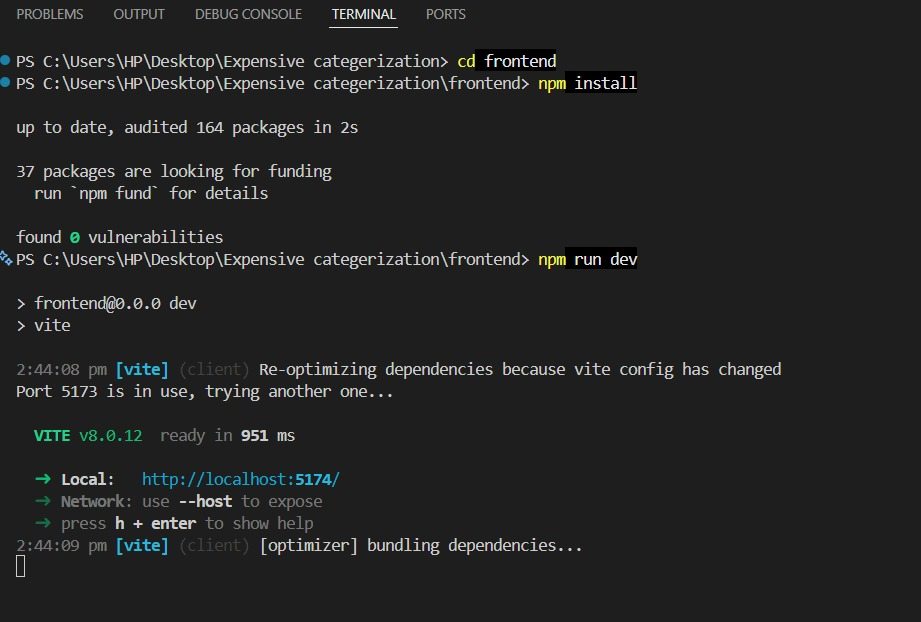 PROBLEMS OUTPUT DEBUG CONSOLE TERMINAL PORTS
PS C:\Users\HP\Desktop\Expensive categerization> cd frontend
PS C:\Users\HP\Desktop\Expensive categerization\frontend> npm install
up to date, audited 164 packages in 2s
37 packages are looking for funding
run `npm fund` for details
found 0 vulnerabilities
PS C:\Users\HP\Desktop\Expensive categerization\frontend> npm run dev
> frontend@0.0.0 dev
> vite
2:44:08 pm [vite] (client) Re-optimizing dependencies because vite config has changed
Port 5173 is in use, trying another one...
VITE v8.0.12 ready in 951 ms
➜ Local: http://localhost:5174/
➜ Network: use --host to expose
➜ press h + enter to show help
2:44:09 pm [vite] (client) [optimizer] bundling dependencies...